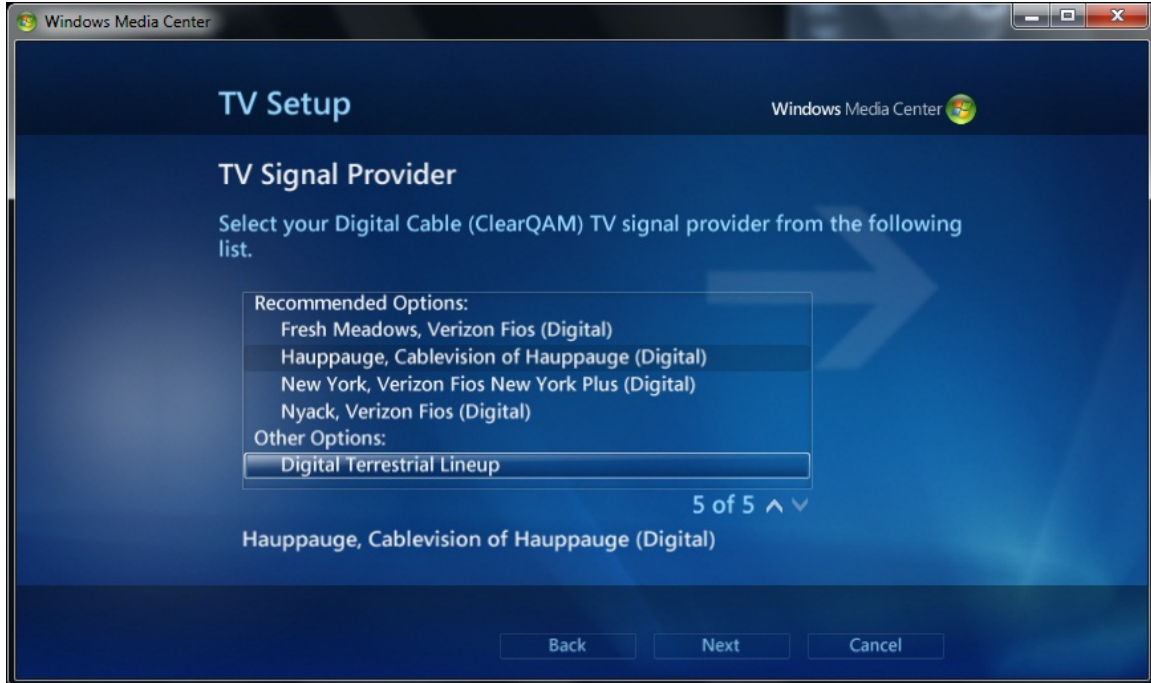 Windows Media Center
TV Setup
Windows Media Center
TV Signal Provider
Select your Digital Cable (ClearQAM) TV signal provider from the following
list.
Recommended Options:
Fresh Meadows, Verizon Fios (Digital)
Hauppauge, Cablevision of Hauppauge (Digital)
New York, Verizon Fios New York Plus (Digital)
Nyack, Verizon Fios (Digital)
Other Options:
Digital Terrestrial Lineup
5 of 5
Hauppauge, Cablevision of Hauppauge (Digital)
Back Next Cancel